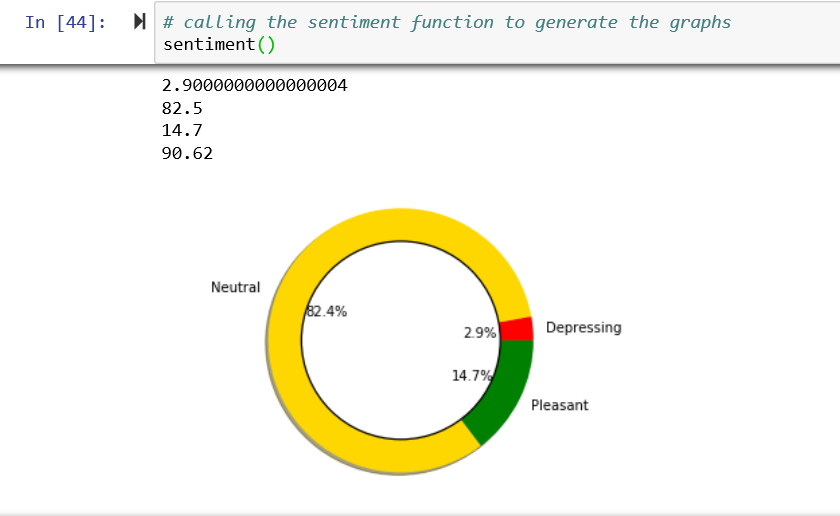 In [44]: # calling the sentiment function to generate the graphs
sentiment()
2.9000000000000004
82.5
14.7
90.62
Neutral
82.4%
2.9%
Depressing
14.7%
Pleasant